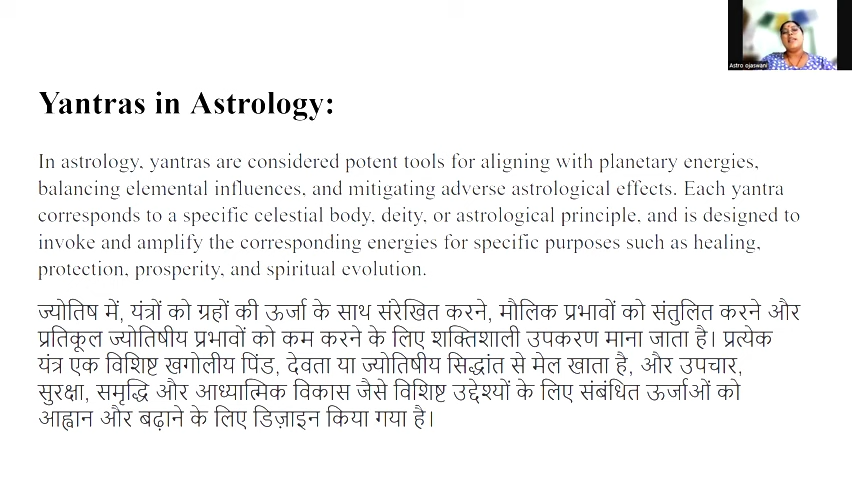 Astro ojaswani
Yantras in Astrology:
In astrology, yantras are considered potent tools for aligning with planetary energies,
balancing elemental influences, and mitigating adverse astrological effects. Each yantra
corresponds to a specific celestial body, deity, or astrological principle, and is designed to
invoke and amplify the corresponding energies for specific purposes such as healing,
protection, prosperity, and spiritual evolution.
ज्योतिष में, यंत्रों को ग्रहों की ऊर्जा के साथ संरेखित करने, मौलिक प्रभावों को संतुलित करने और
प्रतिकूल ज्योतिषीय प्रभावों को कम करने के लिए शक्तिशाली उपकरण माना जाता है। प्रत्येक
यंत्र एक विशिष्ट खगोलीय पिंड, देवता या ज्योतिषीय सिद्धांत से मेल खाता है, और उपचार,
सुरक्षा, समृद्धि और आध्यात्मिक विकास जैसे विशिष्ट उद्देश्यों के लिए संबंधित ऊर्जाओं को
आह्वान और बढ़ाने के लिए डिज़ाइन किया गया है।